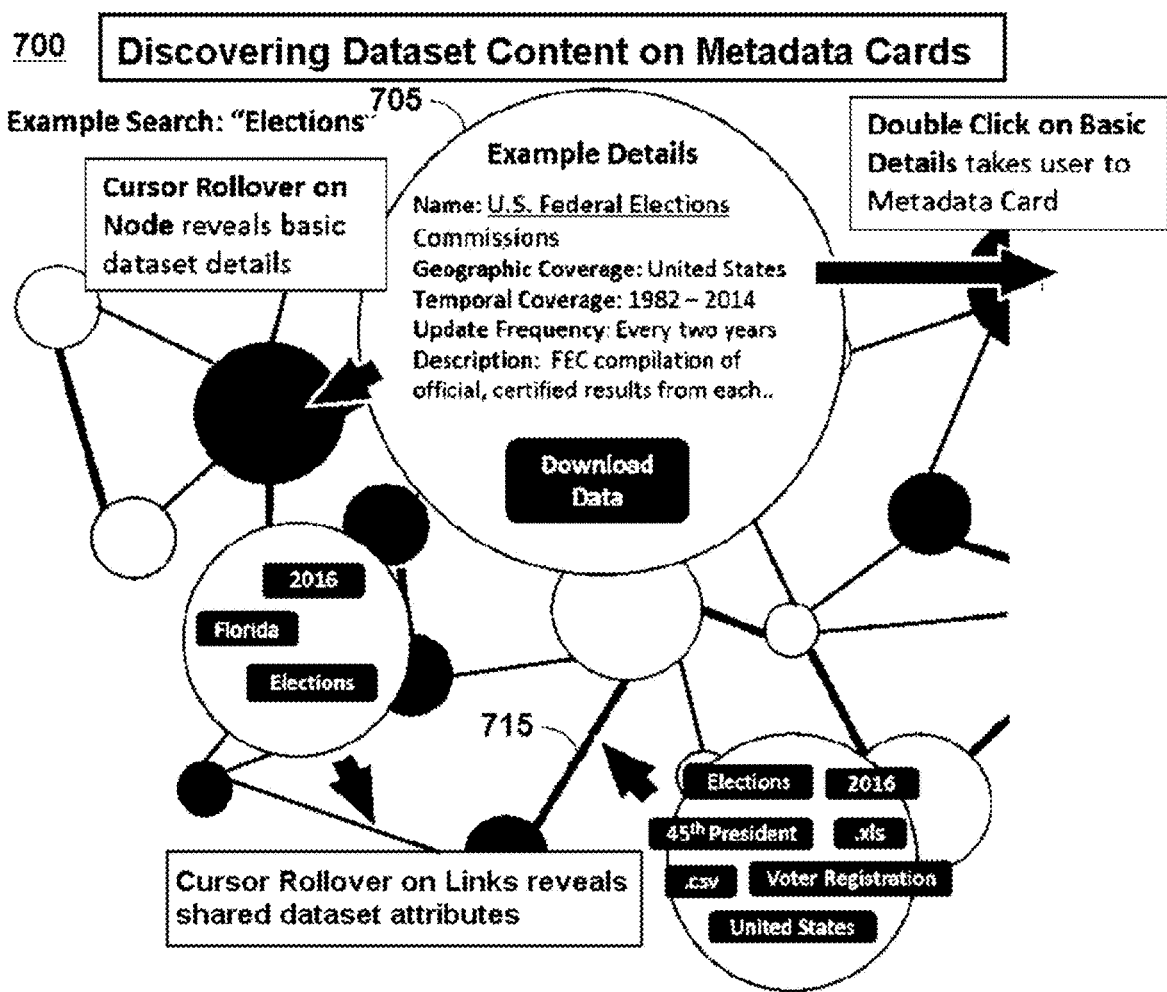 700
Discovering Dataset Content on Metadata Cards
705
Example Search: "Elections"
Cursor Rollover on
Node reveals basic
dataset details
Example Details
Name: U.S. Federal Elections
Commissions
Geographic Coverage: United States
Temporal Coverage: 1982 – 2014
Update Frequency: Every two years
Description: FEC compilation of
official, certified results from each..
Download
Data
Double Click on Basic
Details takes user to
Metadata Card
2016
Florida
Elections
715
Elections 2016
45th President .xls
.csv Voter Registration
United States
Cursor Rollover on Links reveals
shared dataset attributes